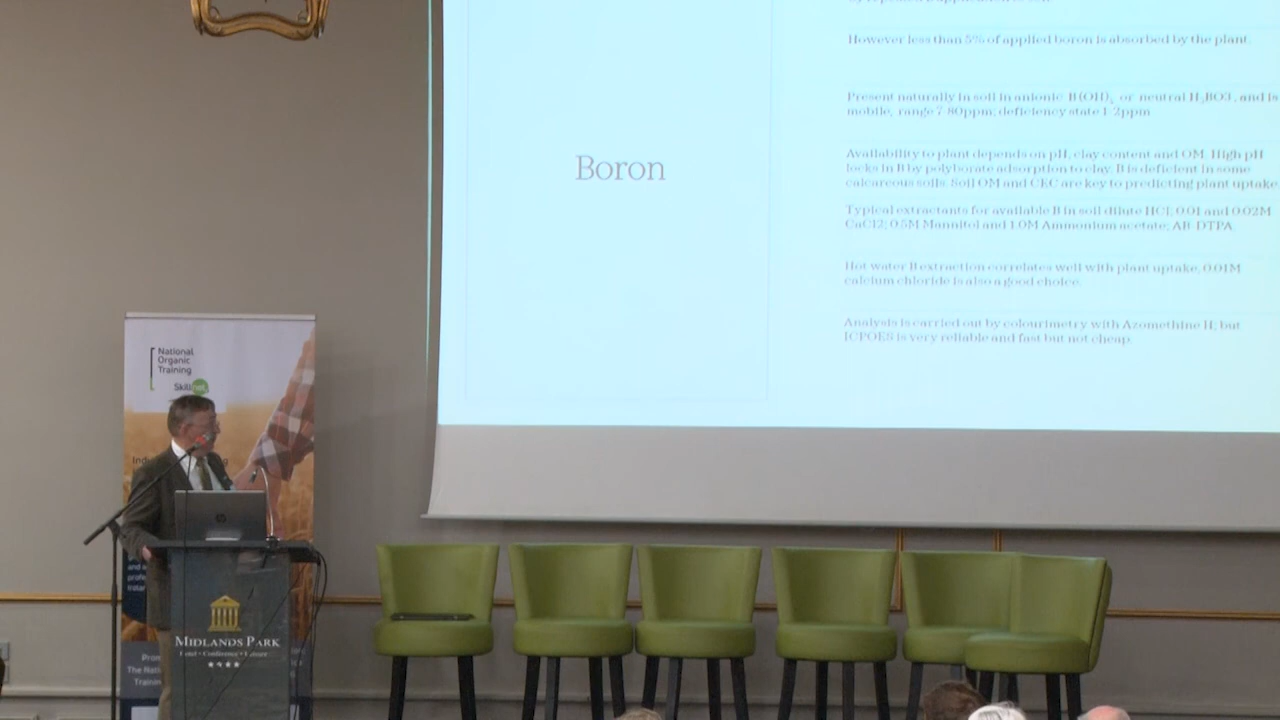 However less than 5% of applied boron is absorbed by the plant.
Present naturally in soil in anionic B(OH)4 or neutral H3BO3, and is
mobile, range 7-80ppm; deficiency state 1-2ppm
Boron
Availability to plant depends on pH, clay content and OM. High pH
locks in B by polyborate adsorption to clay. B is deficient in some
calcareous soils. Soil OM and CEC are key to predicting plant uptake.
Typical extractants for available B in soil dilute HCl; 0.01 and 0.02M
CaCl2; 0.5M Mannitol and 1.0M Ammonium acetate; AB-DTPA
Hot water B extraction correlates well with plant uptake, 0.01M
calcium chloride is also a good choice.
Analysis is carried out by colourimetry with Azomethine H; but
ICPOES is very reliable and fast but not cheap.
National
Organic
Training
Skillnet
hp
MIDLANDS PARK
Hotel • Conference • Leisure